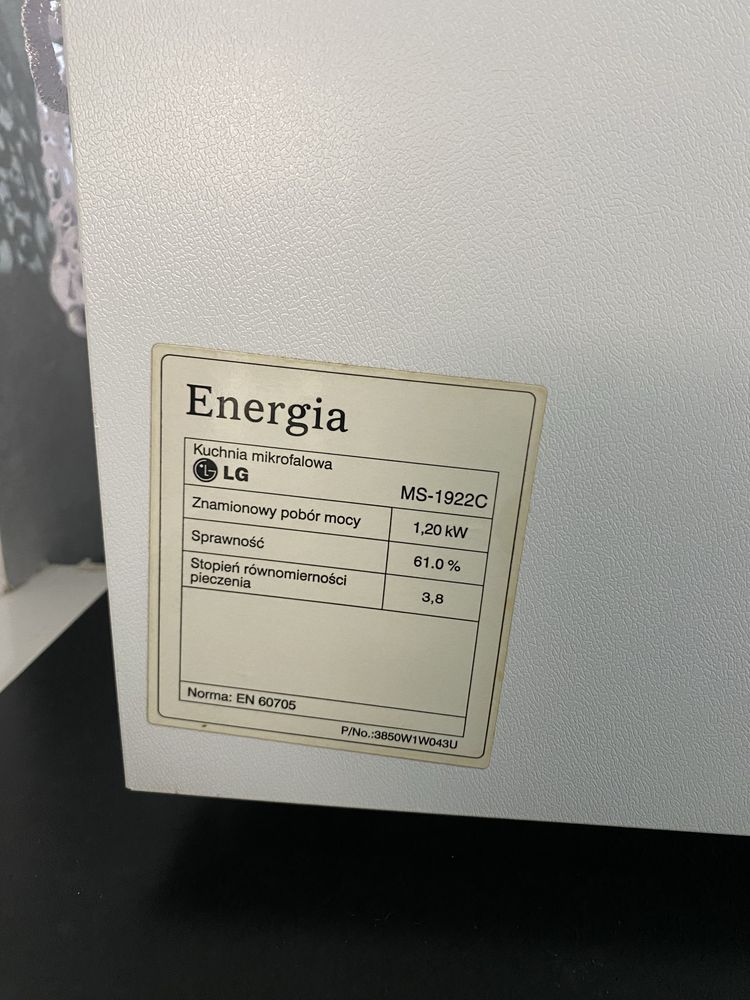 Energia
Kuchnia mikrofalowa
LG
MS-1922C
Znamionowy pobór mocy 1,20 kW
Sprawność 61.0 %
Stopień równomierności
pieczenia 3,8
Norma: EN 60705
P/No.:3850W1W043U